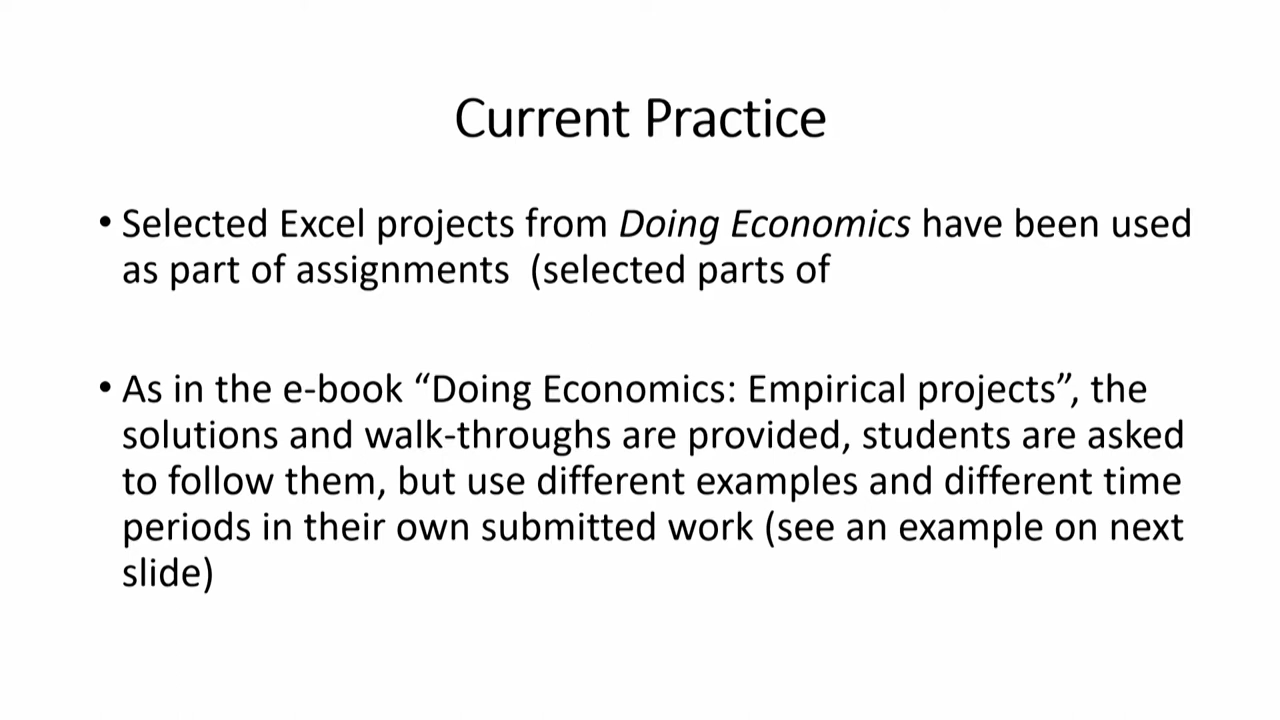 Current Practice
• Selected Excel projects from Doing Economics have been used
as part of assignments  (selected parts of
• As in the e-book “Doing Economics: Empirical projects”, the
solutions and walk-throughs are provided, students are asked
to follow them, but use different examples and different time
periods in their own submitted work (see an example on next
slide)